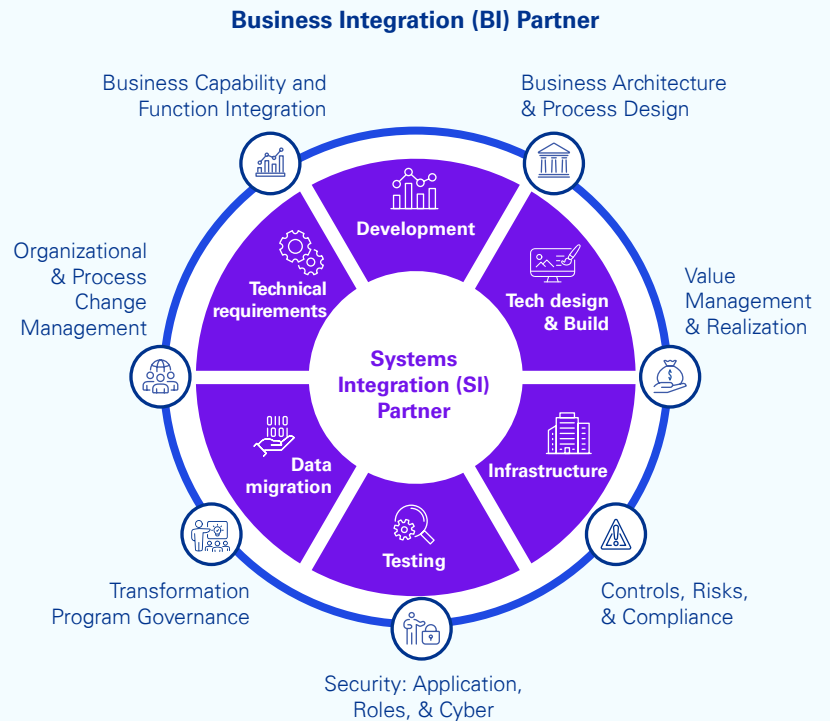 Business Integration (BI) Partner
Business Capability and
Function Integration
Business Architecture
& Process Design
Organizational
& Process
Change
Management
Value
Management
& Realization
Development
Technical
requirements
Tech design
& Build
Systems
Integration (SI)
Partner
Data
migration
Infrastructure
Testing
Transformation
Program Governance
Controls, Risks,
& Compliance
Security: Application,
Roles, & Cyber
0110
1001